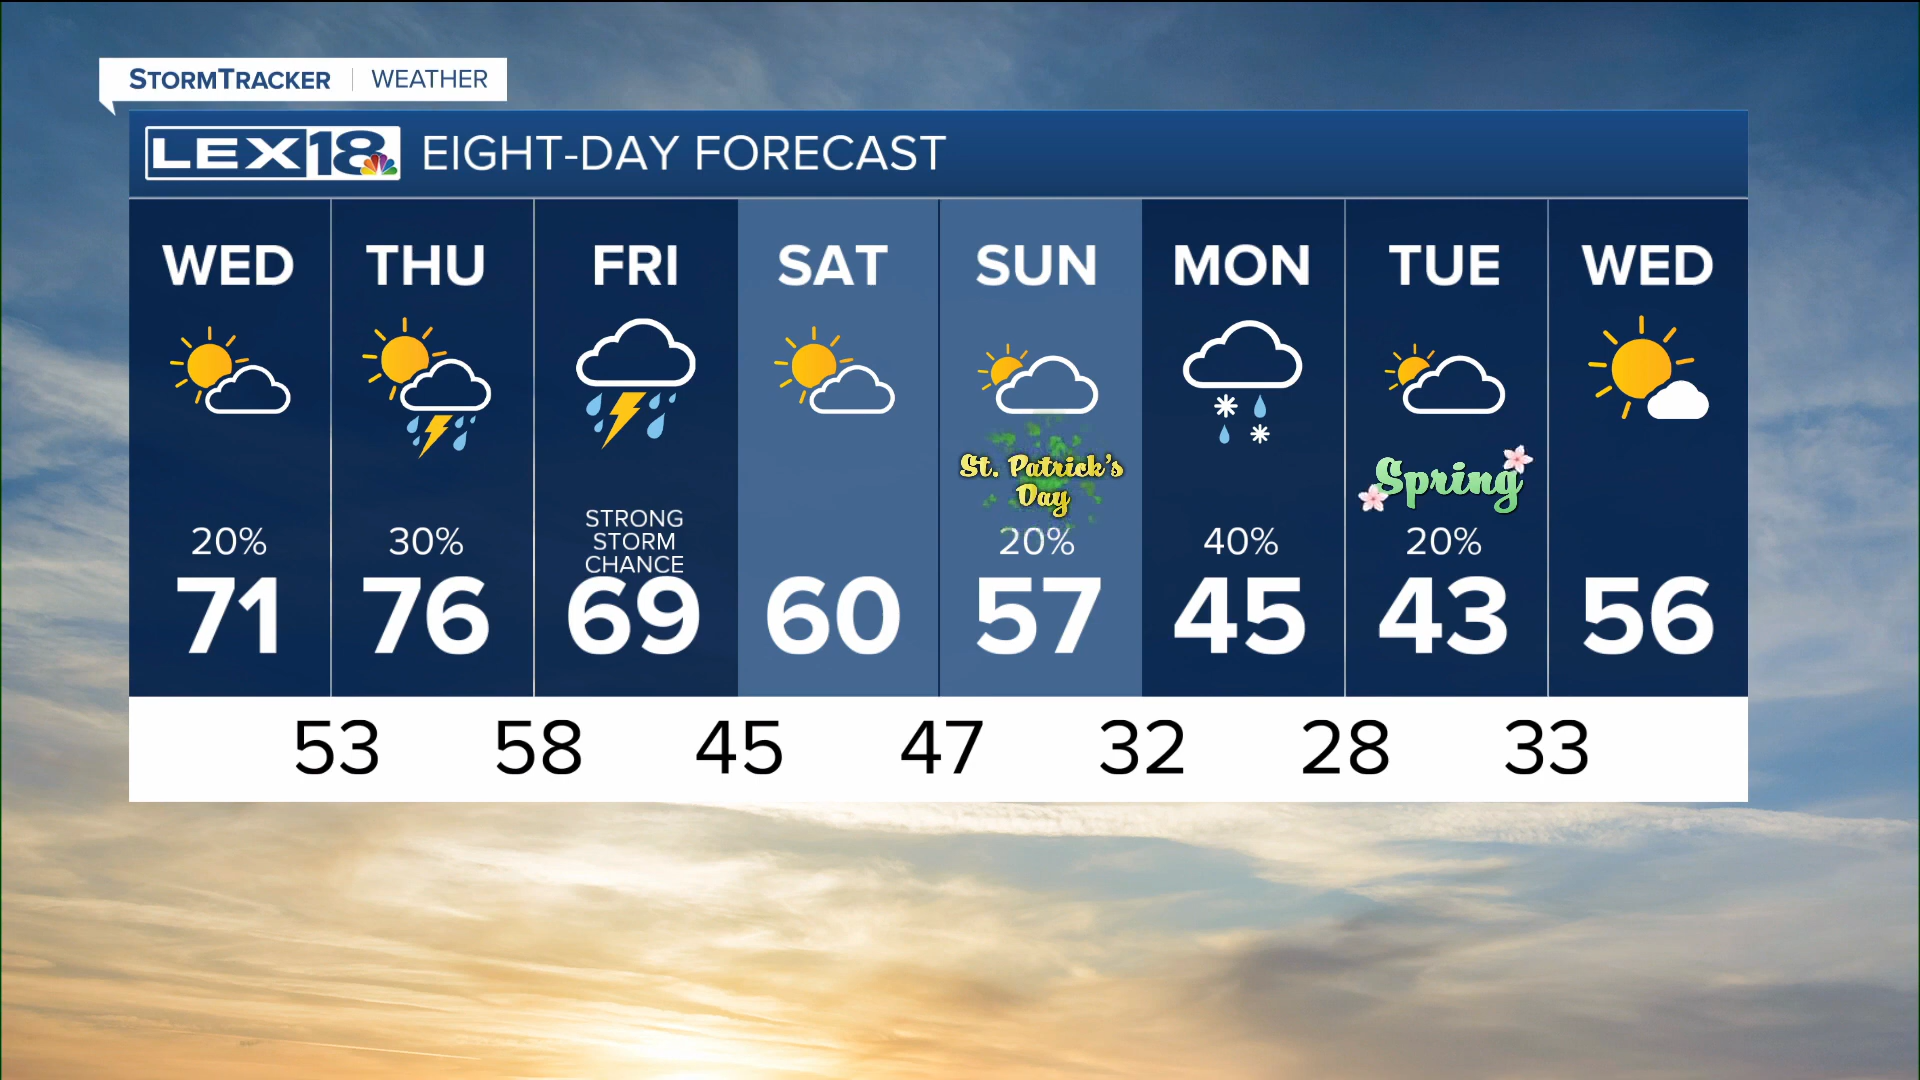 STORMTRACKER | WEATHER
LEX18 EIGHT-DAY FORECAST
WED THU FRI SAT SUN MON TUE WED
St. Patrick's
Day
Spring
STRONG
STORM
CHANCE
20% 30% 20% 40% 20%
71 76 69 60 57 45 43 56
53 58 45 47 32 28 33